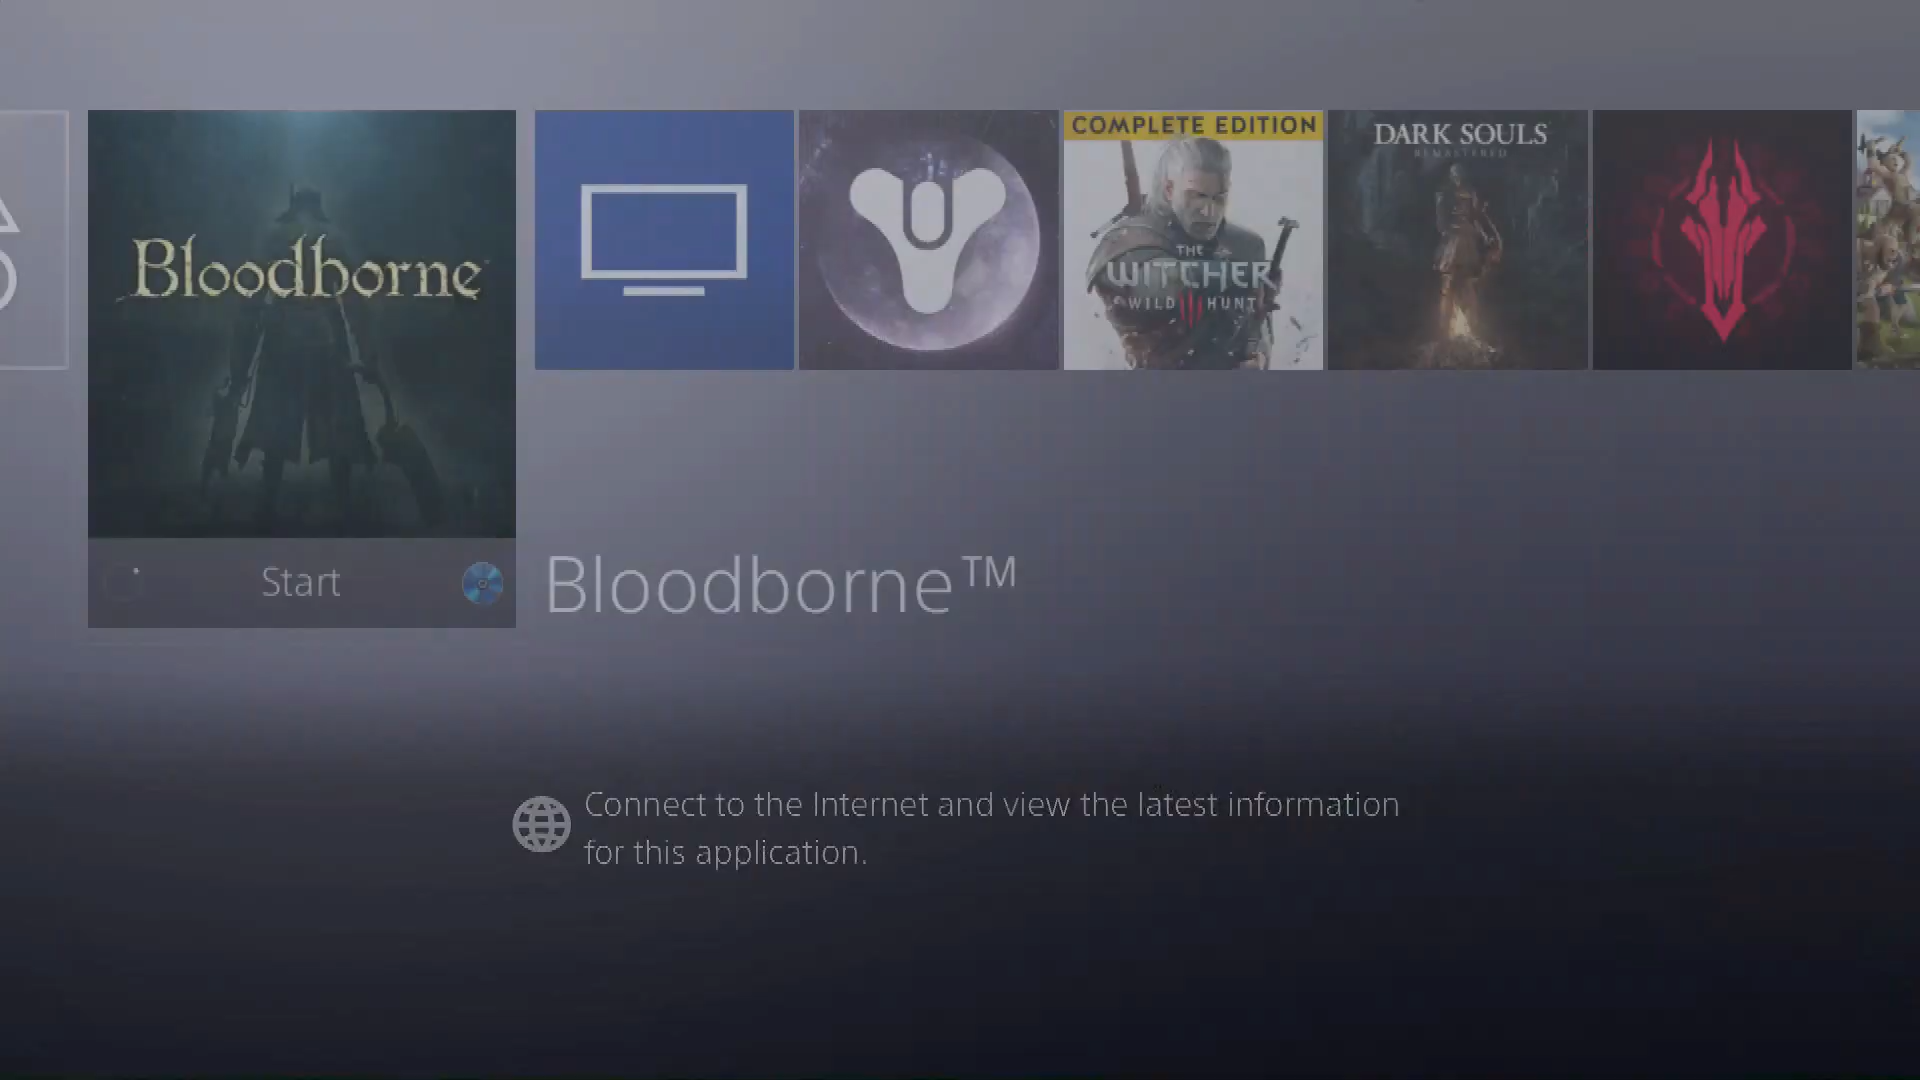 COMPLETE EDITION
DARK SOULS
REMASTERED
Bloodborne
THE
WITCHER
WILD HUNT
Start
Bloodborne™
Connect to the Internet and view the latest information
for this application.